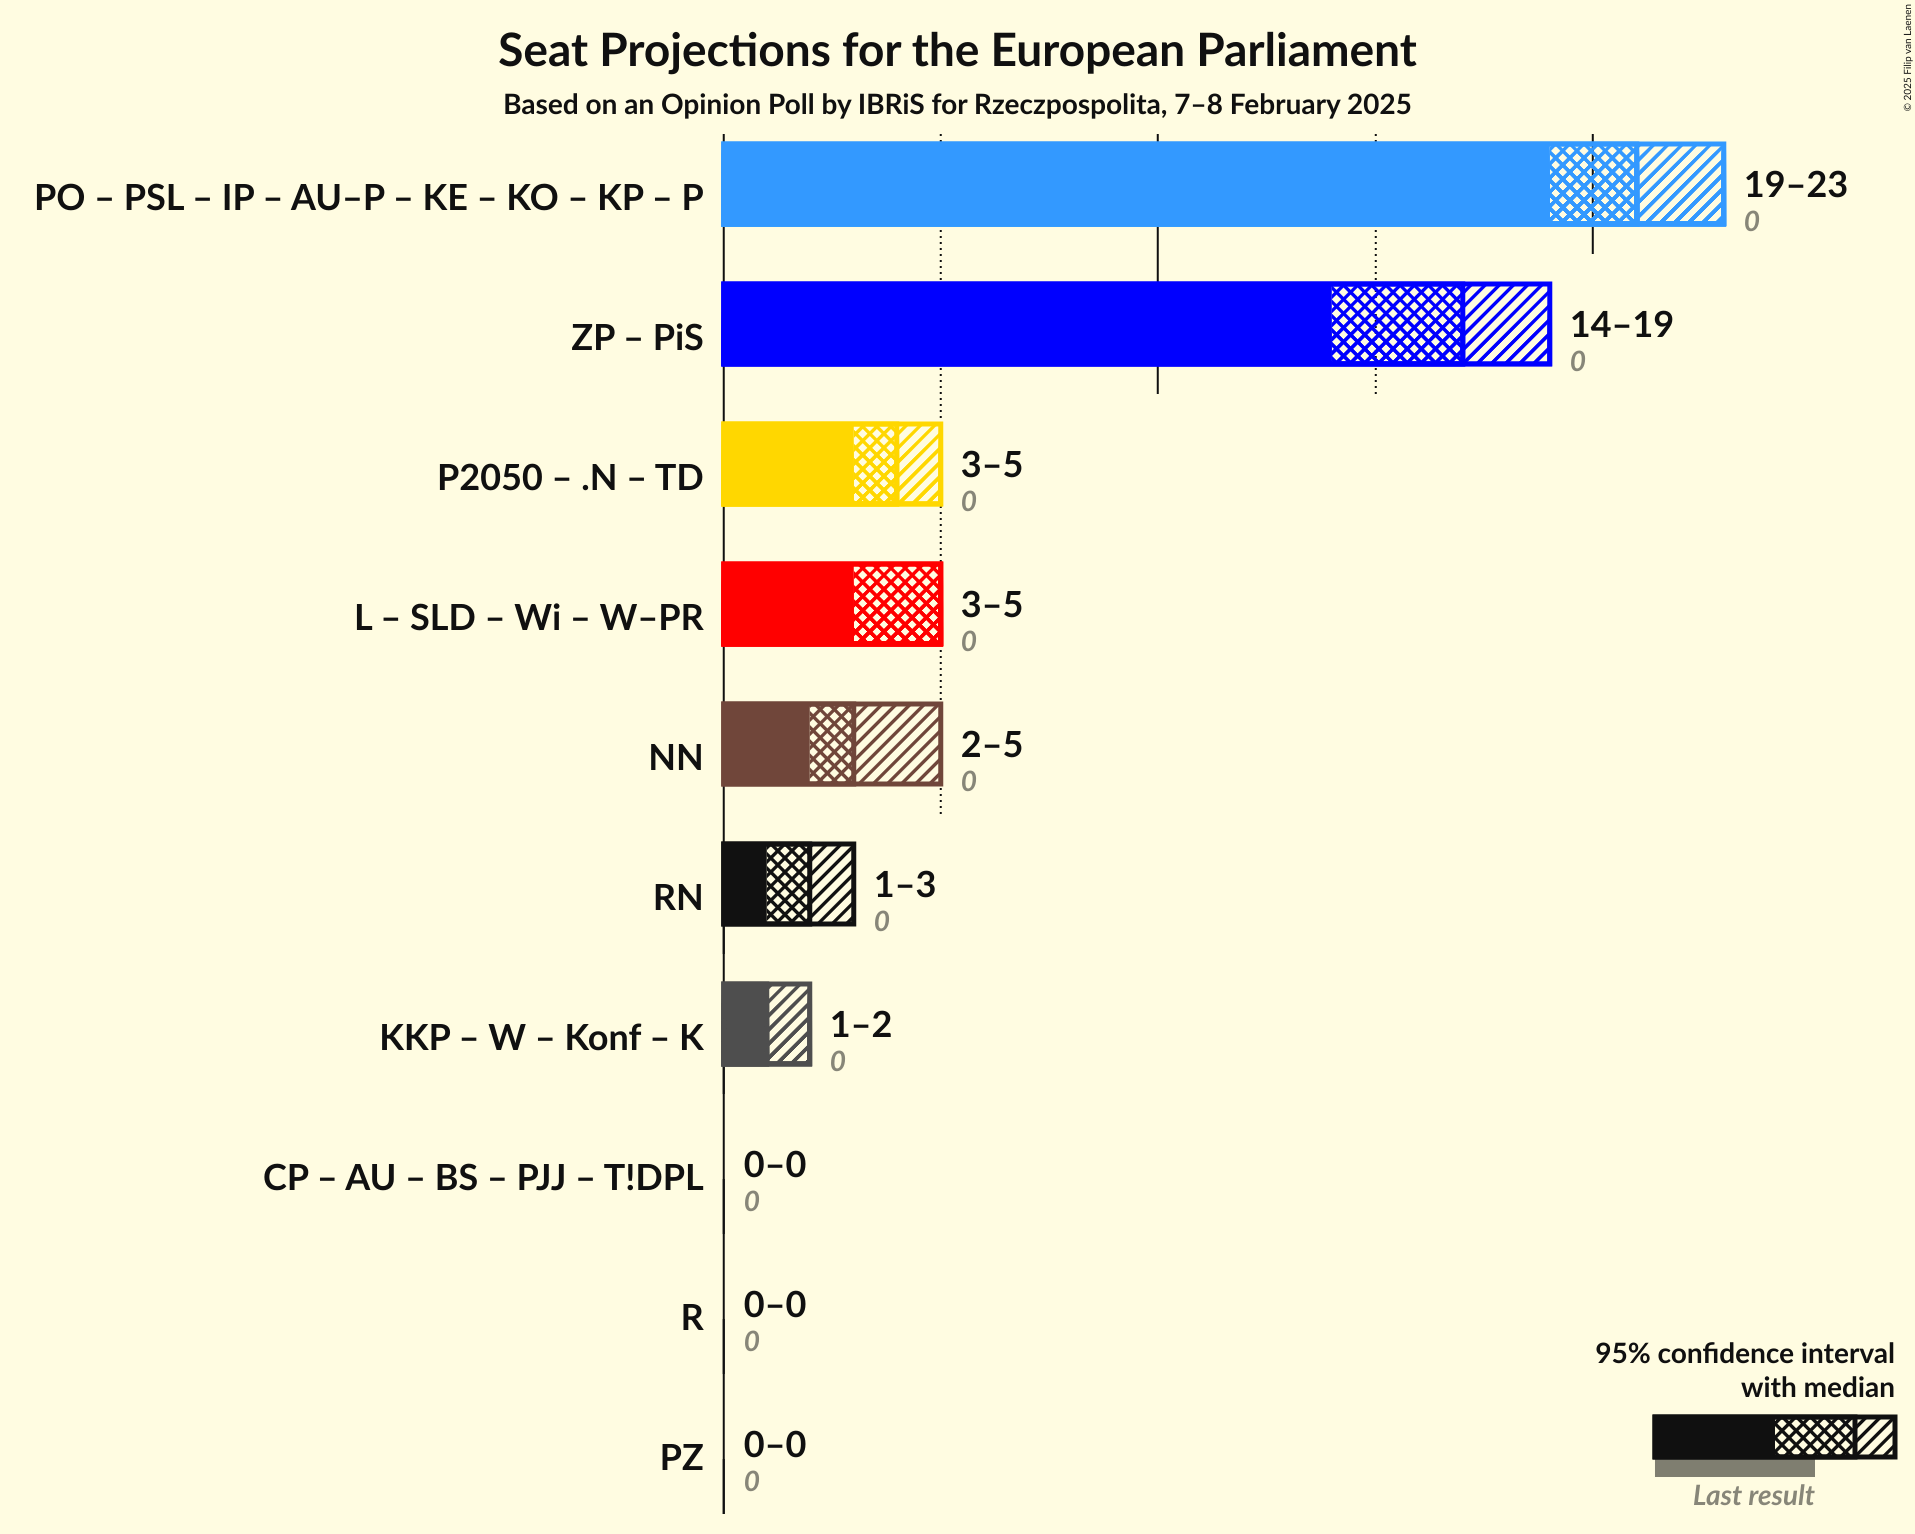 Seat Projections for the European Parliament
Based on an Opinion Poll by IBRiS for Rzeczpospolita, 7–8 February 2025
© 2025 Filip van Laenen
PO – PSL – IP – AU–P – KE – KO – KP – P
19–23
0
ZP – PiS
14–19
0
P2050 – .N – TD
3–5
0
L – SLD – Wi – W–PR
3–5
0
NN
2–5
0
RN
1–3
0
KKP – W – Konf – K
1–2
0
CP – AU – BS – PJJ – T!DPL
0–0
0
R
0–0
0
PZ
0–0
0
95% confidence interval
with median
Last result